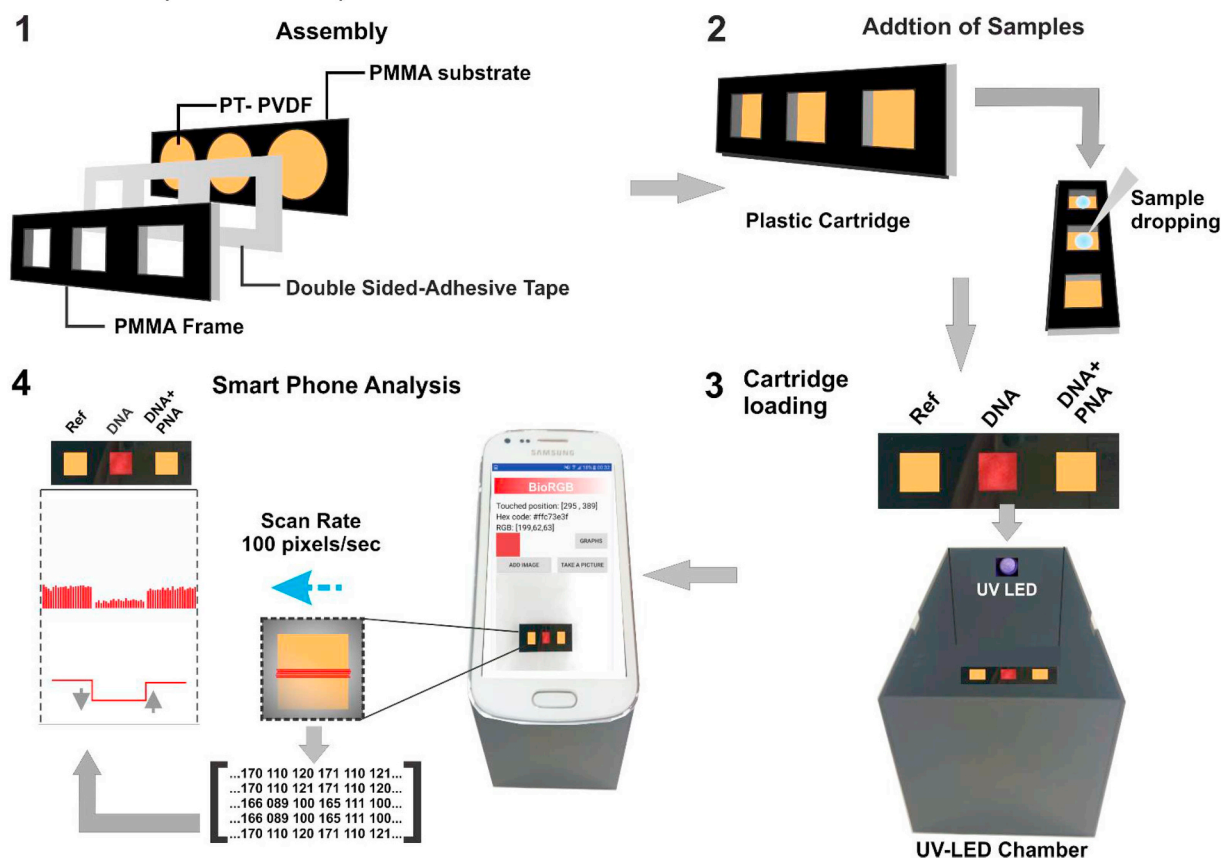 1
Assembly
PMMA substrate
PT- PVDF
Double Sided-Adhesive Tape
PMMA Frame
2
Addtion of Samples
Plastic Cartridge
Sample
dropping
3
Cartridge
loading
Ref
DNA
DNA+
PNA
UV LED
UV-LED Chamber
4
Smart Phone Analysis
Ref
DNA
DNA+
PNA
Scan Rate
100 pixels/sec
SAMSUNG
BioRGB
Touched position: [295 , 389]
Hex code: #ffc73e3f
RGB: [199,62,63]
GRAPHS
ADD IMAGE
TAKE A PICTURE
...170 110 120 171 110 121...
...170 110 121 171 110 120...
...166 089 100 165 111 100...
...166 089 100 165 111 100...
...170 110 120 171 110 121...